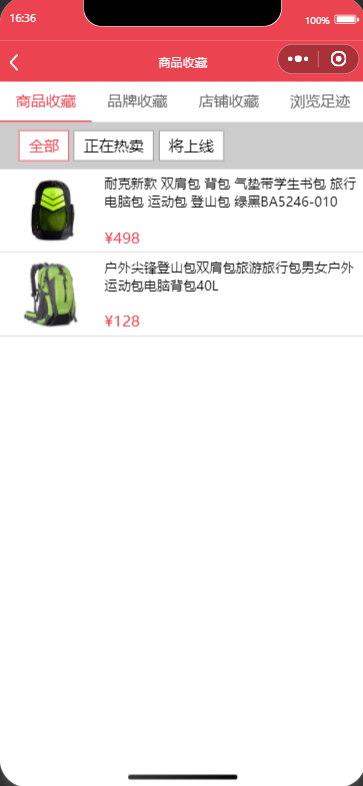 16:36
100%
商品收藏
商品收藏 品牌收藏 店铺收藏 浏览足迹
全部 正在热卖 将上线
耐克新款 双肩包 背包 气垫带学生书包 旅行
电脑包 运动包 登山包 绿黑BA5246-010
¥498
户外尖锋登山包双肩包旅游旅行包男女户外
运动包电脑背包40L
¥128